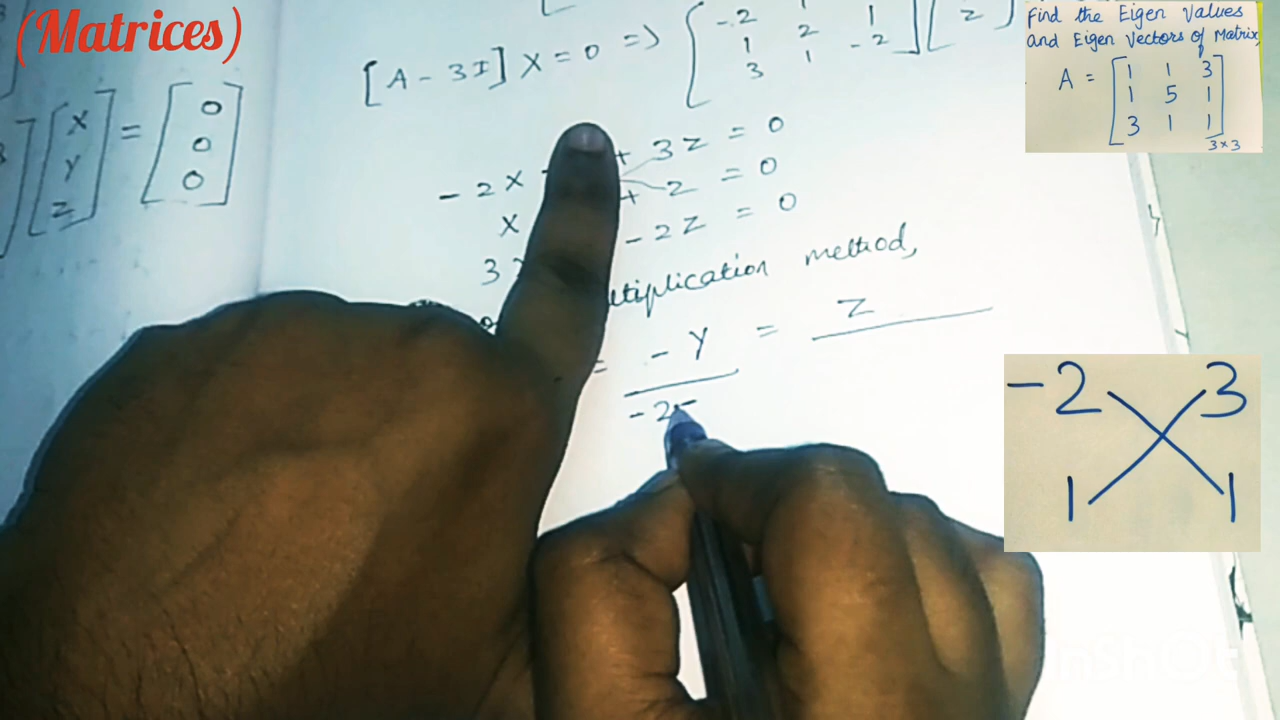 (Matrices)
[A - 3I] X = 0 => [ -2 1
1 2 1
3 1 -2 ] [ z ]
[ x y z ] = [ 0 0 0 ]
- 2x + 3z = 0
x + z = 0
3 - 2z = 0
multiplication method,
= - y = z
- 2 -
Find the Eigen Values
and Eigen Vectors of Matrix,
A = [ 1 1 3
1 5 1
3 1 1 ] 3×3
-2 3
1 1